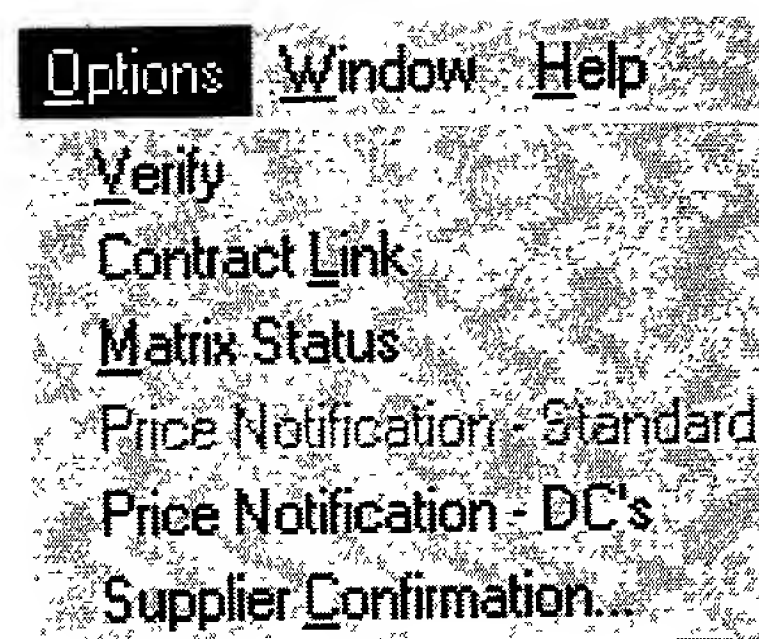 Options Window Help
Verify
Contract Link
Matrix Status
Price Notification - Standard
Price Notification - DC's
Supplier Confirmation...